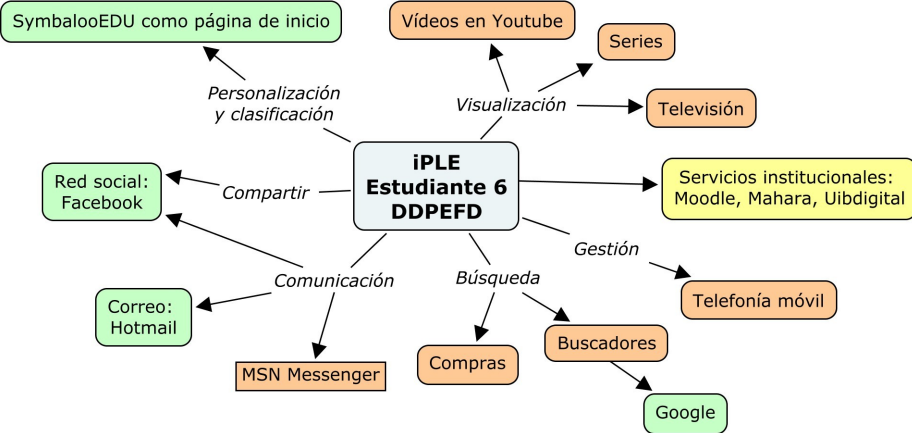 SymbalooEDU como página de inicio
Vídeos en Youtube
Series
Personalización
y clasificación
Visualización
Televisión
iPLE
Estudiante 6
DDPEFD
Red social:
Facebook
Compartir
Servicios institucionales:
Moodle, Mahara, Uibdigital
Gestión
Comunicación
Búsqueda
Telefonía móvil
Correo:
Hotmail
MSN Messenger
Compras
Buscadores
Google